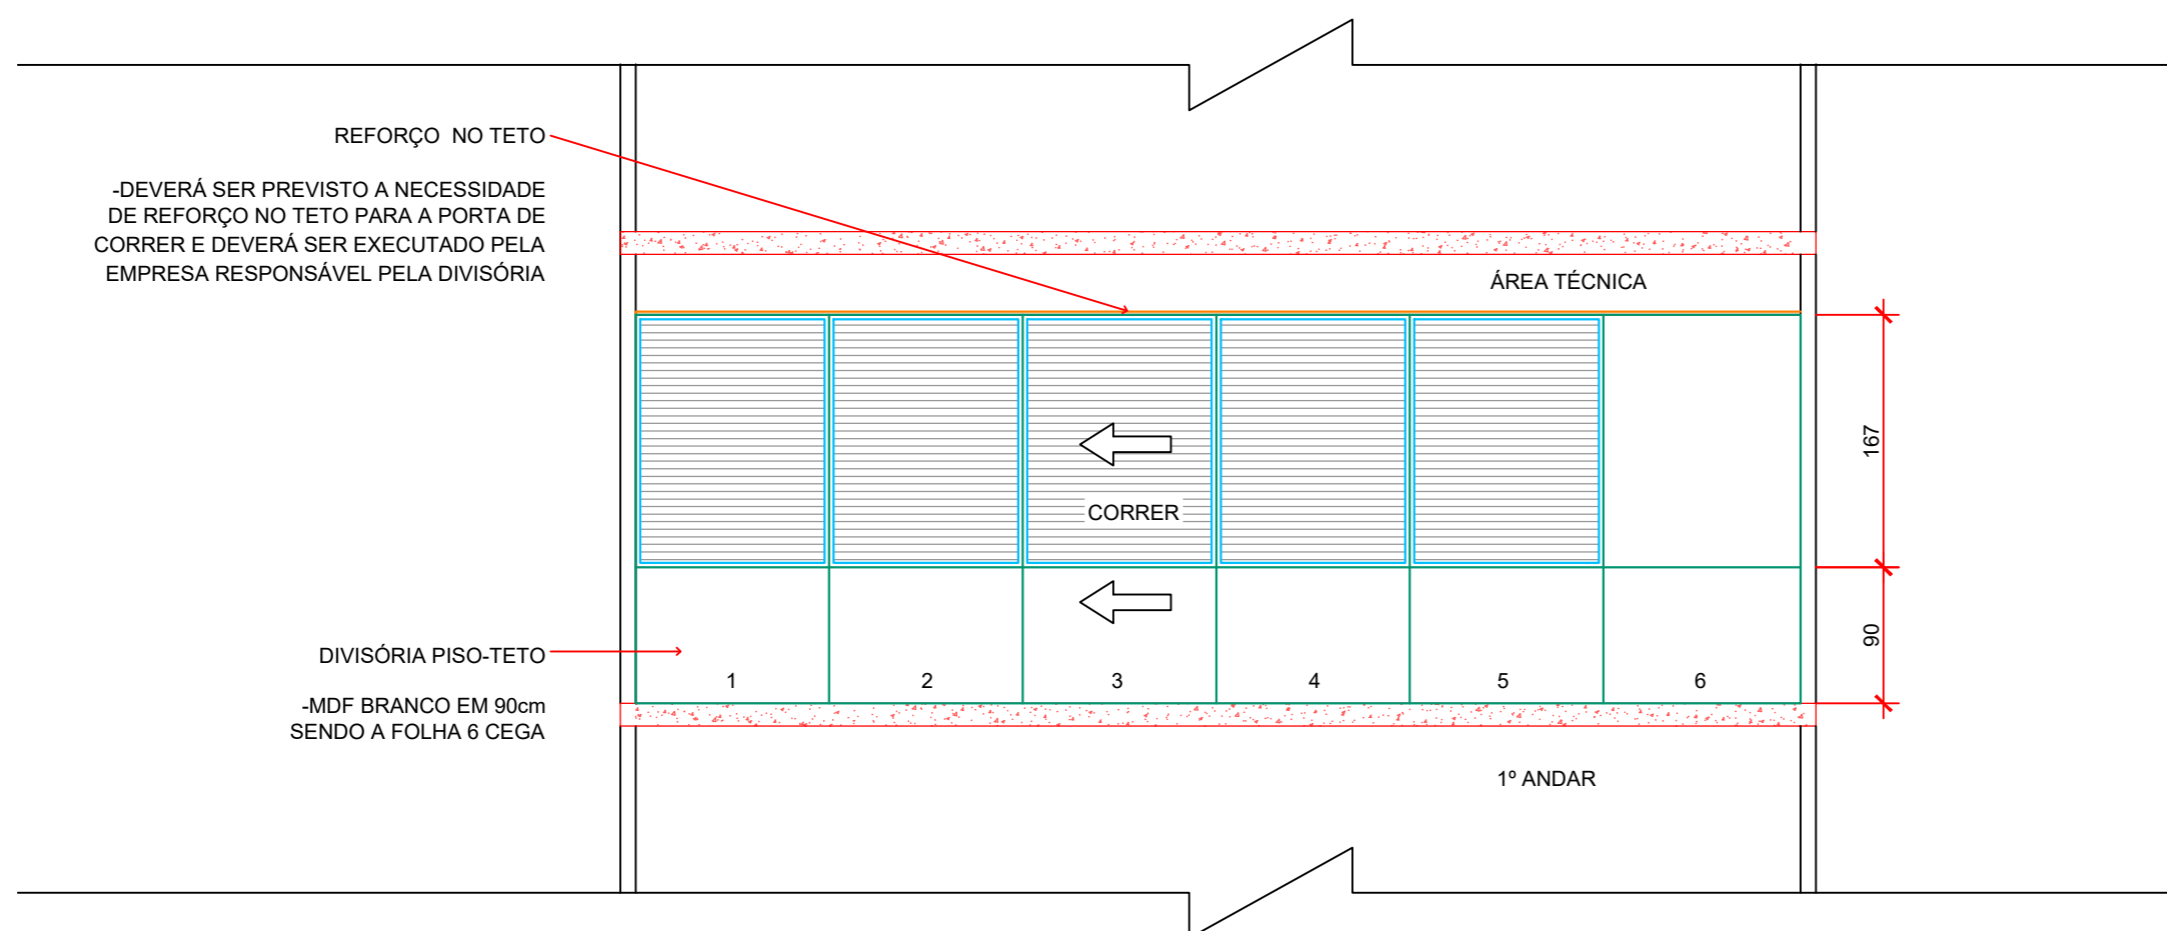 REFORÇO NO TETO
-DEVERÁ SER PREVISTO A NECESSIDADE
DE REFORÇO NO TETO PARA A PORTA DE
CORRER E DEVERÁ SER EXECUTADO PELA
EMPRESA RESPONSÁVEL PELA DIVISÓRIA
ÁREA TÉCNICA
167
CORRER
90
DIVISÓRIA PISO-TETO
-MDF BRANCO EM 90cm
SENDO A FOLHA 6 CEGA
1 2 3 4 5 6
1º ANDAR